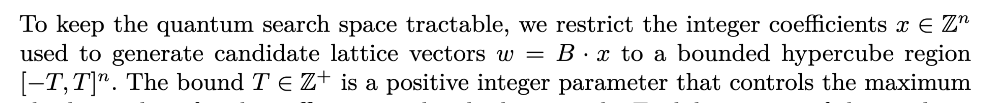 To keep the quantum search space tractable, we restrict the integer coefficients x ∈ ℤⁿ
used to generate candidate lattice vectors w = B · x to a bounded hypercube region
[−T, T]ⁿ. The bound T ∈ ℤ⁺ is a positive integer parameter that controls the maximum